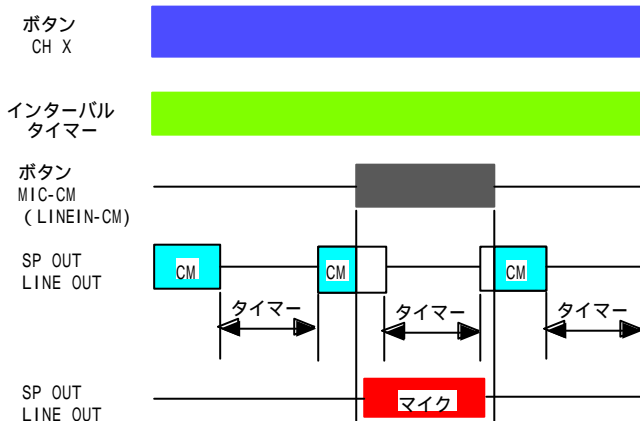 ボタン
CH X
インターバル
タイマー
ボタン
MIC-CM
(LINEIN-CM)
SP OUT
LINE OUT
CM
CM
CM
タイマー
タイマー
タイマー
SP OUT
LINE OUT
マイク